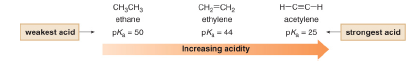 CH₃CH₃ CH₂=CH₂ H−C≡C−H
ethane ethylene acetylene
weakest acid pKₐ = 50 pKₐ = 44 pKₐ = 25 strongest acid
Increasing acidity